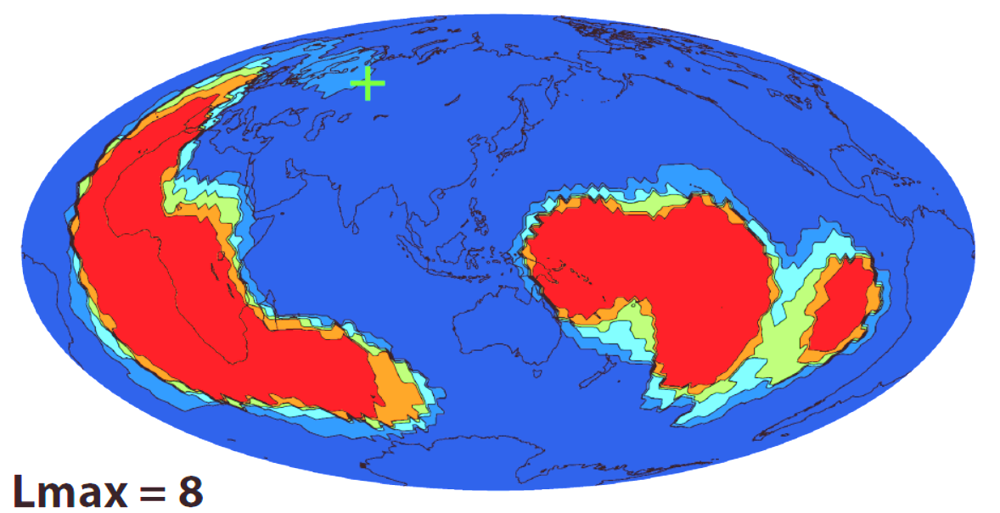 Lmax = 8